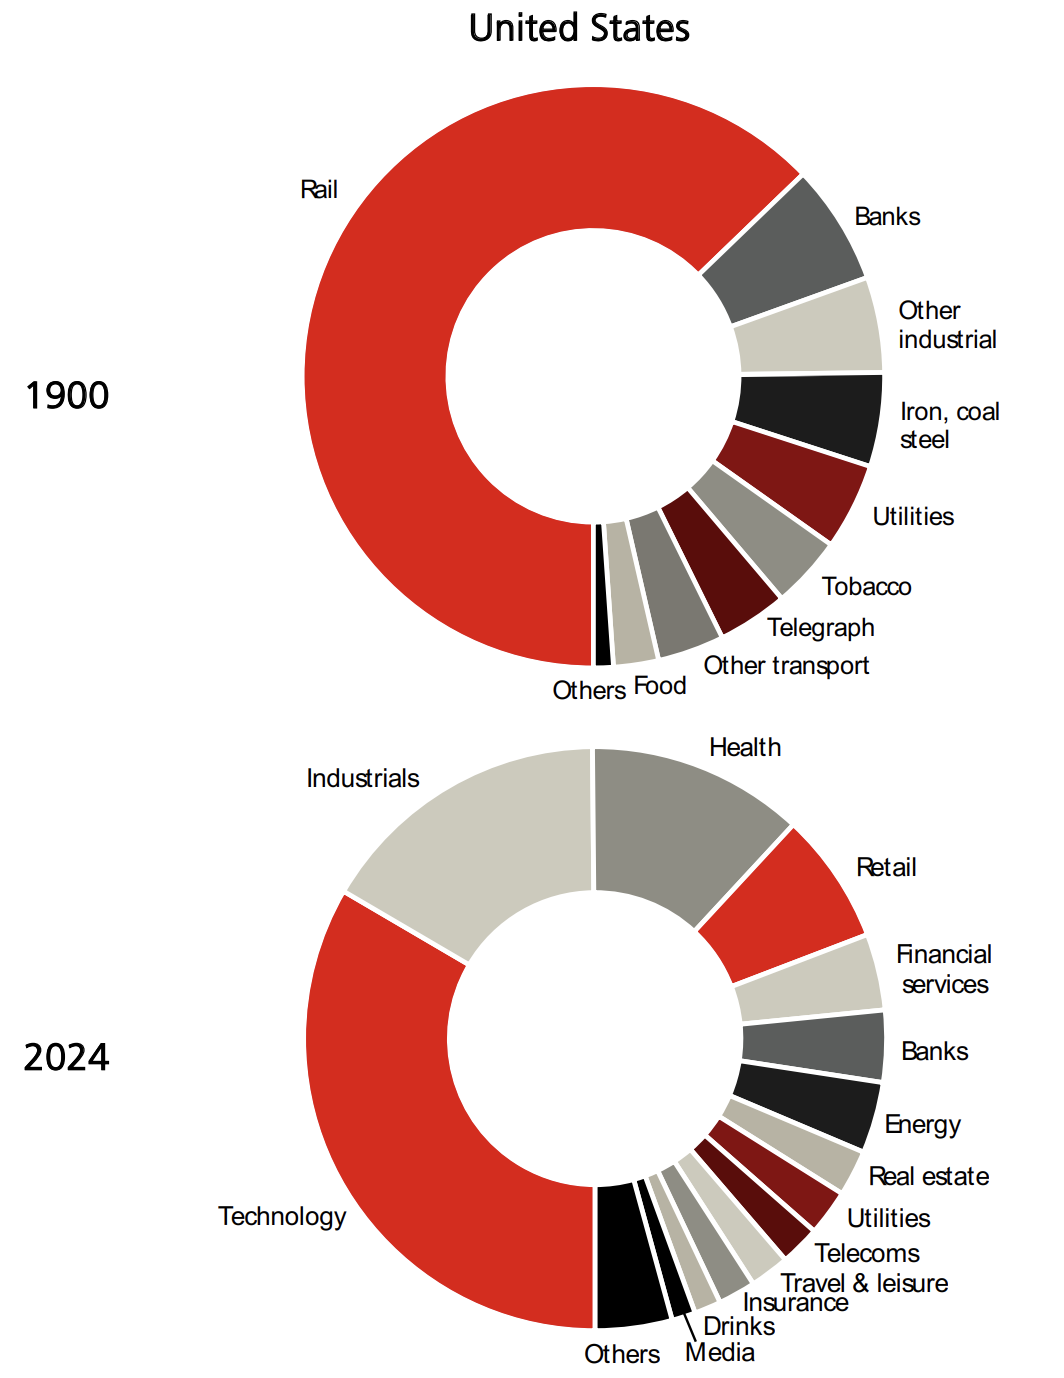 United States
Rail
Banks
Other
industrial
1900
Iron, coal
steel
Utilities
Tobacco
Telegraph
Other transport
Food
Others
Health
Industrials
Retail
Financial
services
2024
Banks
Energy
Real estate
Utilities
Technology
Telecoms
Travel & leisure
Insurance
Drinks
Media
Others